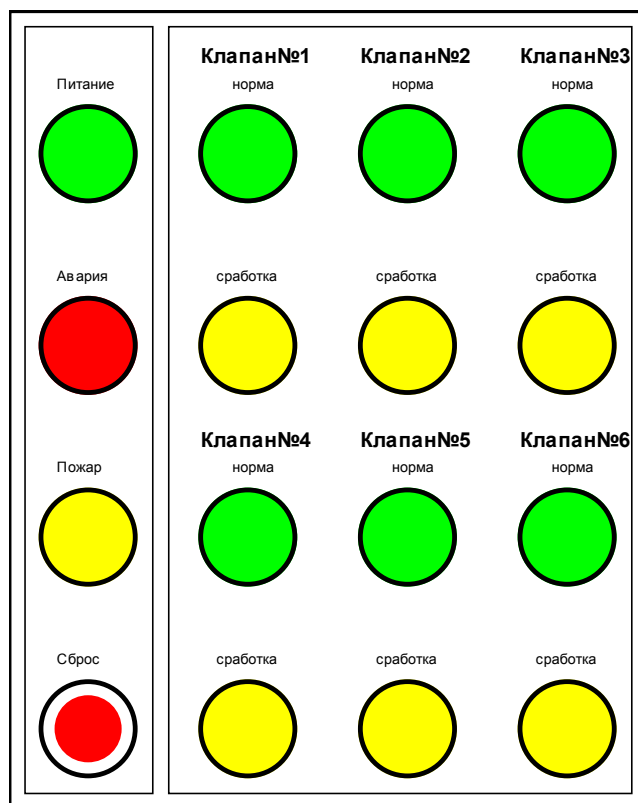 Клапан№1 Клапан№2 Клапан№3
Питание норма норма норма
Авария сработка сработка сработка
Клапан№4 Клапан№5 Клапан№6
Пожар норма норма норма
Сброс сработка сработка сработка